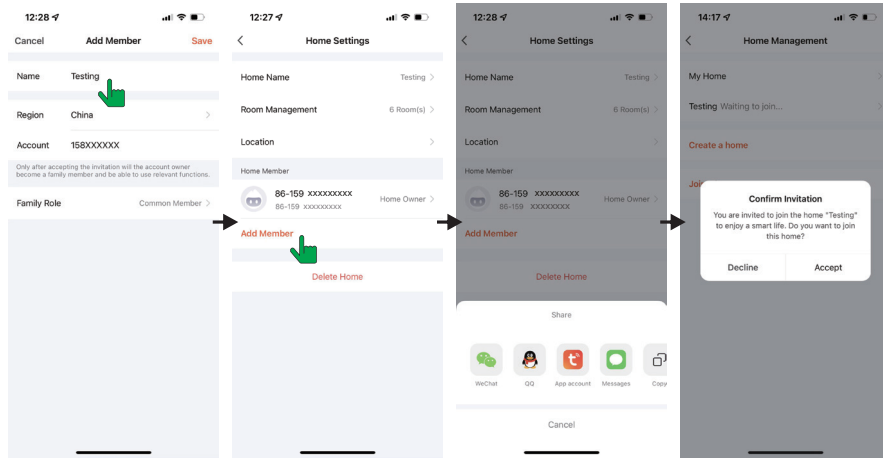 12:28
Cancel Add Member Save
Name Testing
Region China
Account 158XXXXXX
Only after accepting the invitation will the account owner
become a family member and be able to use relevant functions.
Family Role Common Member
12:27
Home Settings
Home Name Testing
Room Management 6 Room(s)
Location
Home Member
86-159 xxxxxxxxx
86-159 xxxxxxxxx
Home Owner
Add Member
Delete Home
12:28
Home Settings
Home Name Testing
Room Management 6 Room(s)
Location
Home Member
86-159 xxxxxxxxx
86-159 xxxxxxxxx
Home Owner
Add Member
Delete Home
Share
WeChat QQ App account Messages Copy
Cancel
14:17
Home Management
My Home
Testing Waiting to join...
Create a home
Confirm Invitation
You are invited to join the home "Testing"
to enjoy a smart life. Do you want to join
this home?
Decline Accept